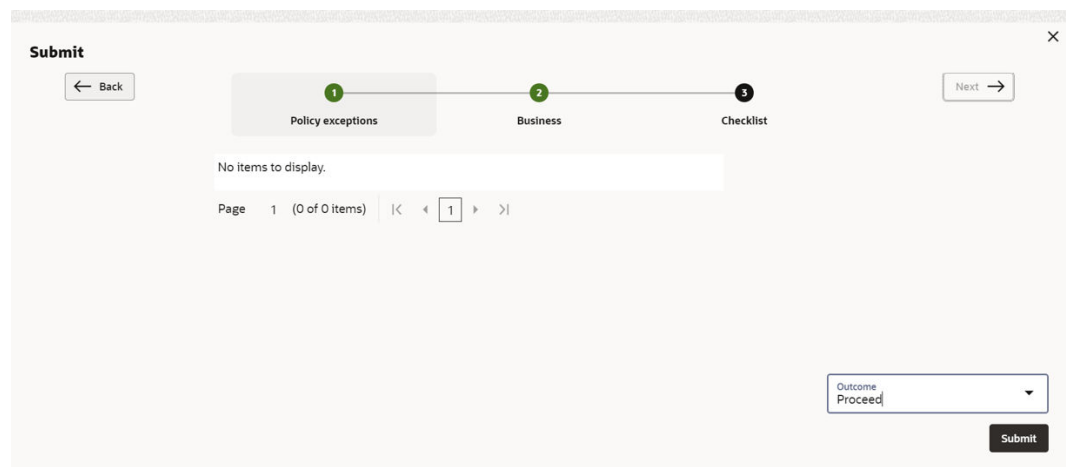 Submit
Back
Next
1
2
3
Policy exceptions
Business
Checklist
No items to display.
Page 1 (0 of 0 items) 1
Outcome
Proceed
Submit